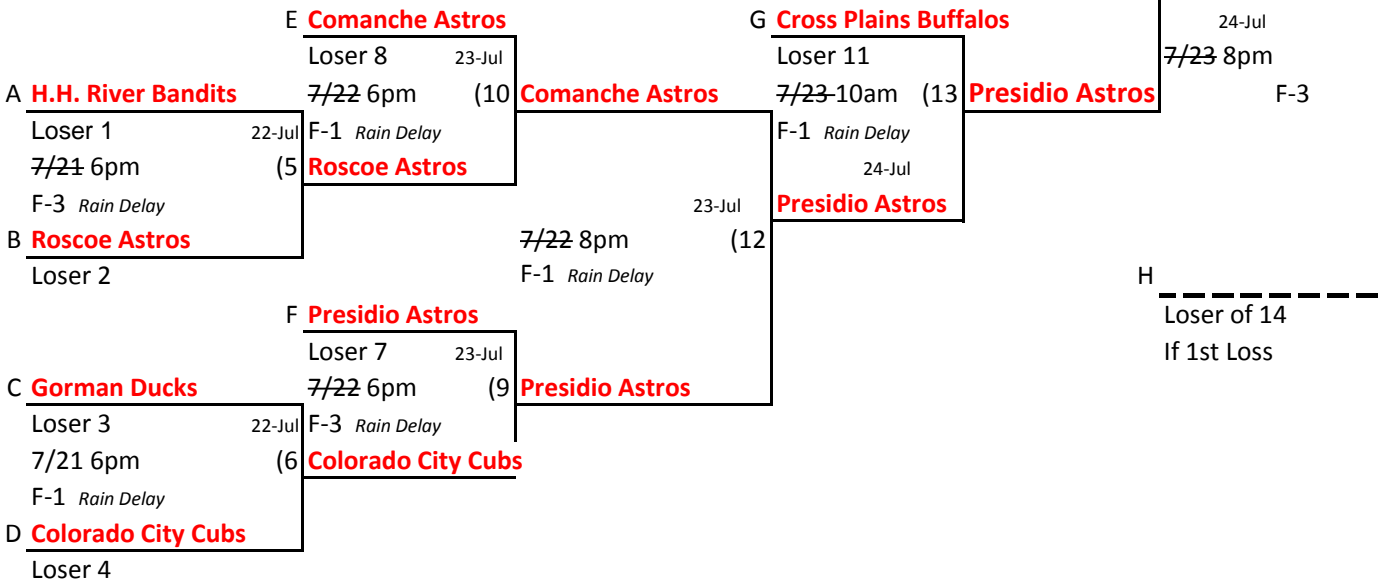 E Comanche Astros G Cross Plains Buffalos 24-Jul
Loser 8 23-Jul Loser 11 7/23 8pm
A H.H. River Bandits 7/22 6pm (10 Comanche Astros 7/23 10am (13 Presidio Astros F-3
Loser 1 22-Jul F-1 Rain Delay F-1 Rain Delay
7/21 6pm (5 Roscoe Astros 24-Jul
F-3 Rain Delay 23-Jul Presidio Astros
B Roscoe Astros 7/22 8pm (12
Loser 2 F-1 Rain Delay H
F Presidio Astros Loser of 14
Loser 7 23-Jul If 1st Loss
C Gorman Ducks 7/22 6pm (9 Presidio Astros
Loser 3 22-Jul F-3 Rain Delay
7/21 6pm (6 Colorado City Cubs
F-1 Rain Delay
D Colorado City Cubs
Loser 4